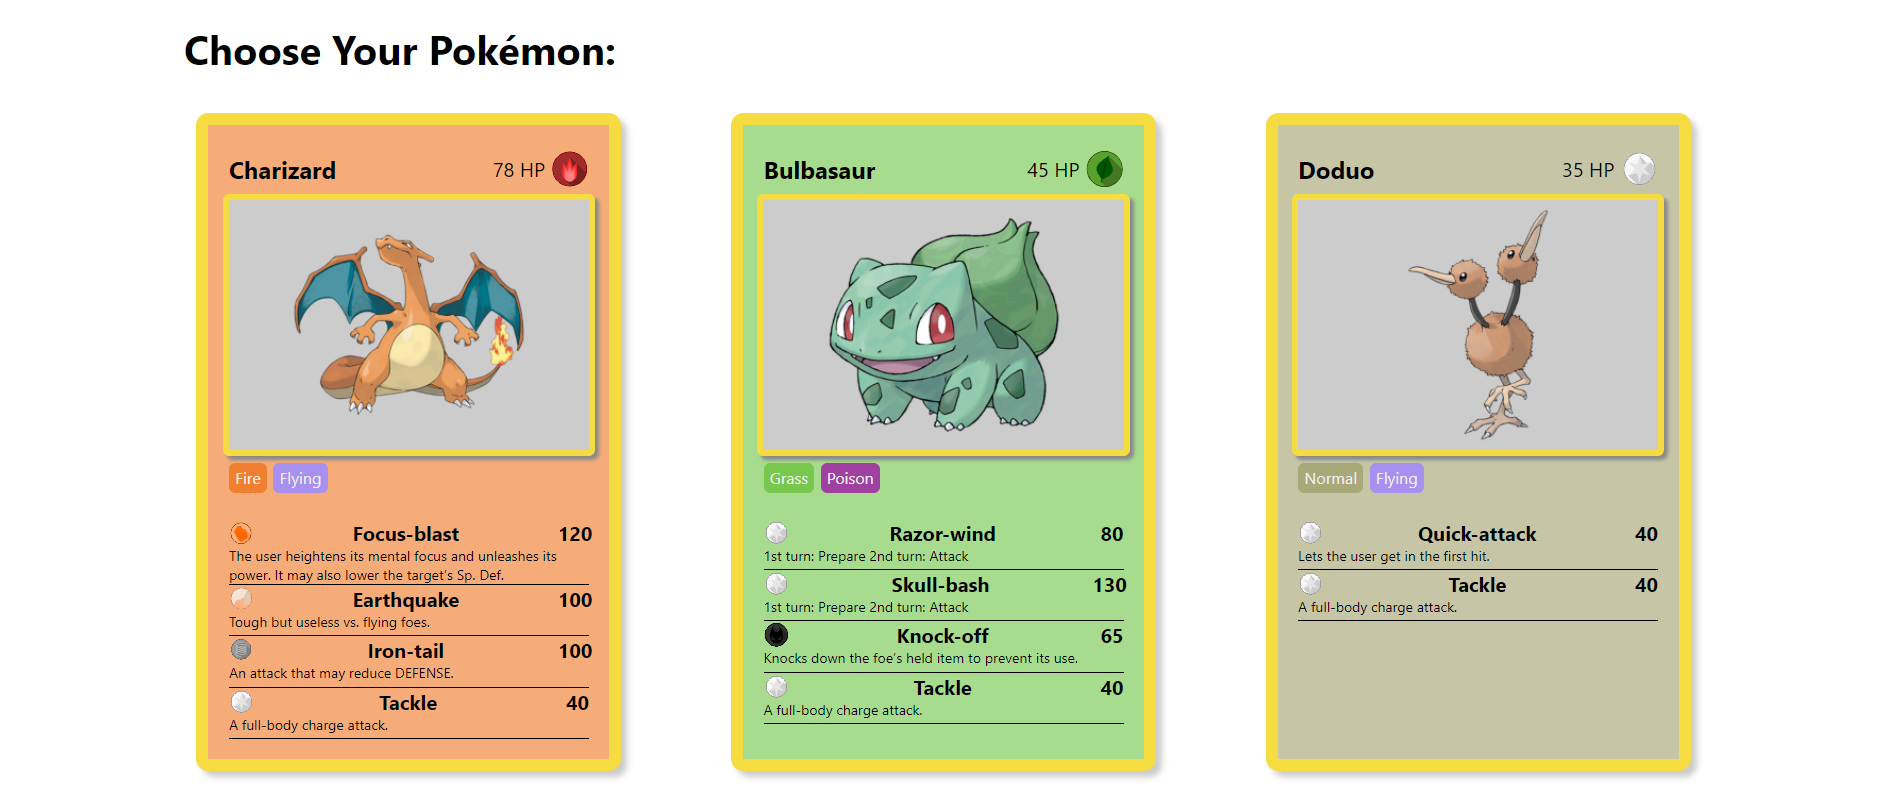 Choose Your Pokémon:
Charizard 78 HP
Fire Flying
Focus-blast 120
The user heightens its mental focus and unleashes its
power. It may also lower the target's Sp. Def.
Earthquake 100
Tough but useless vs. flying foes.
Iron-tail 100
An attack that may reduce DEFENSE.
Tackle 40
A full-body charge attack.
Bulbasaur 45 HP
Grass Poison
Razor-wind 80
1st turn: Prepare 2nd turn: Attack
Skull-bash 130
1st turn: Prepare 2nd turn: Attack
Knock-off 65
Knocks down the foe's held item to prevent its use.
Tackle 40
A full-body charge attack.
Doduo 35 HP
Normal Flying
Quick-attack 40
Lets the user get in the first hit.
Tackle 40
A full-body charge attack.